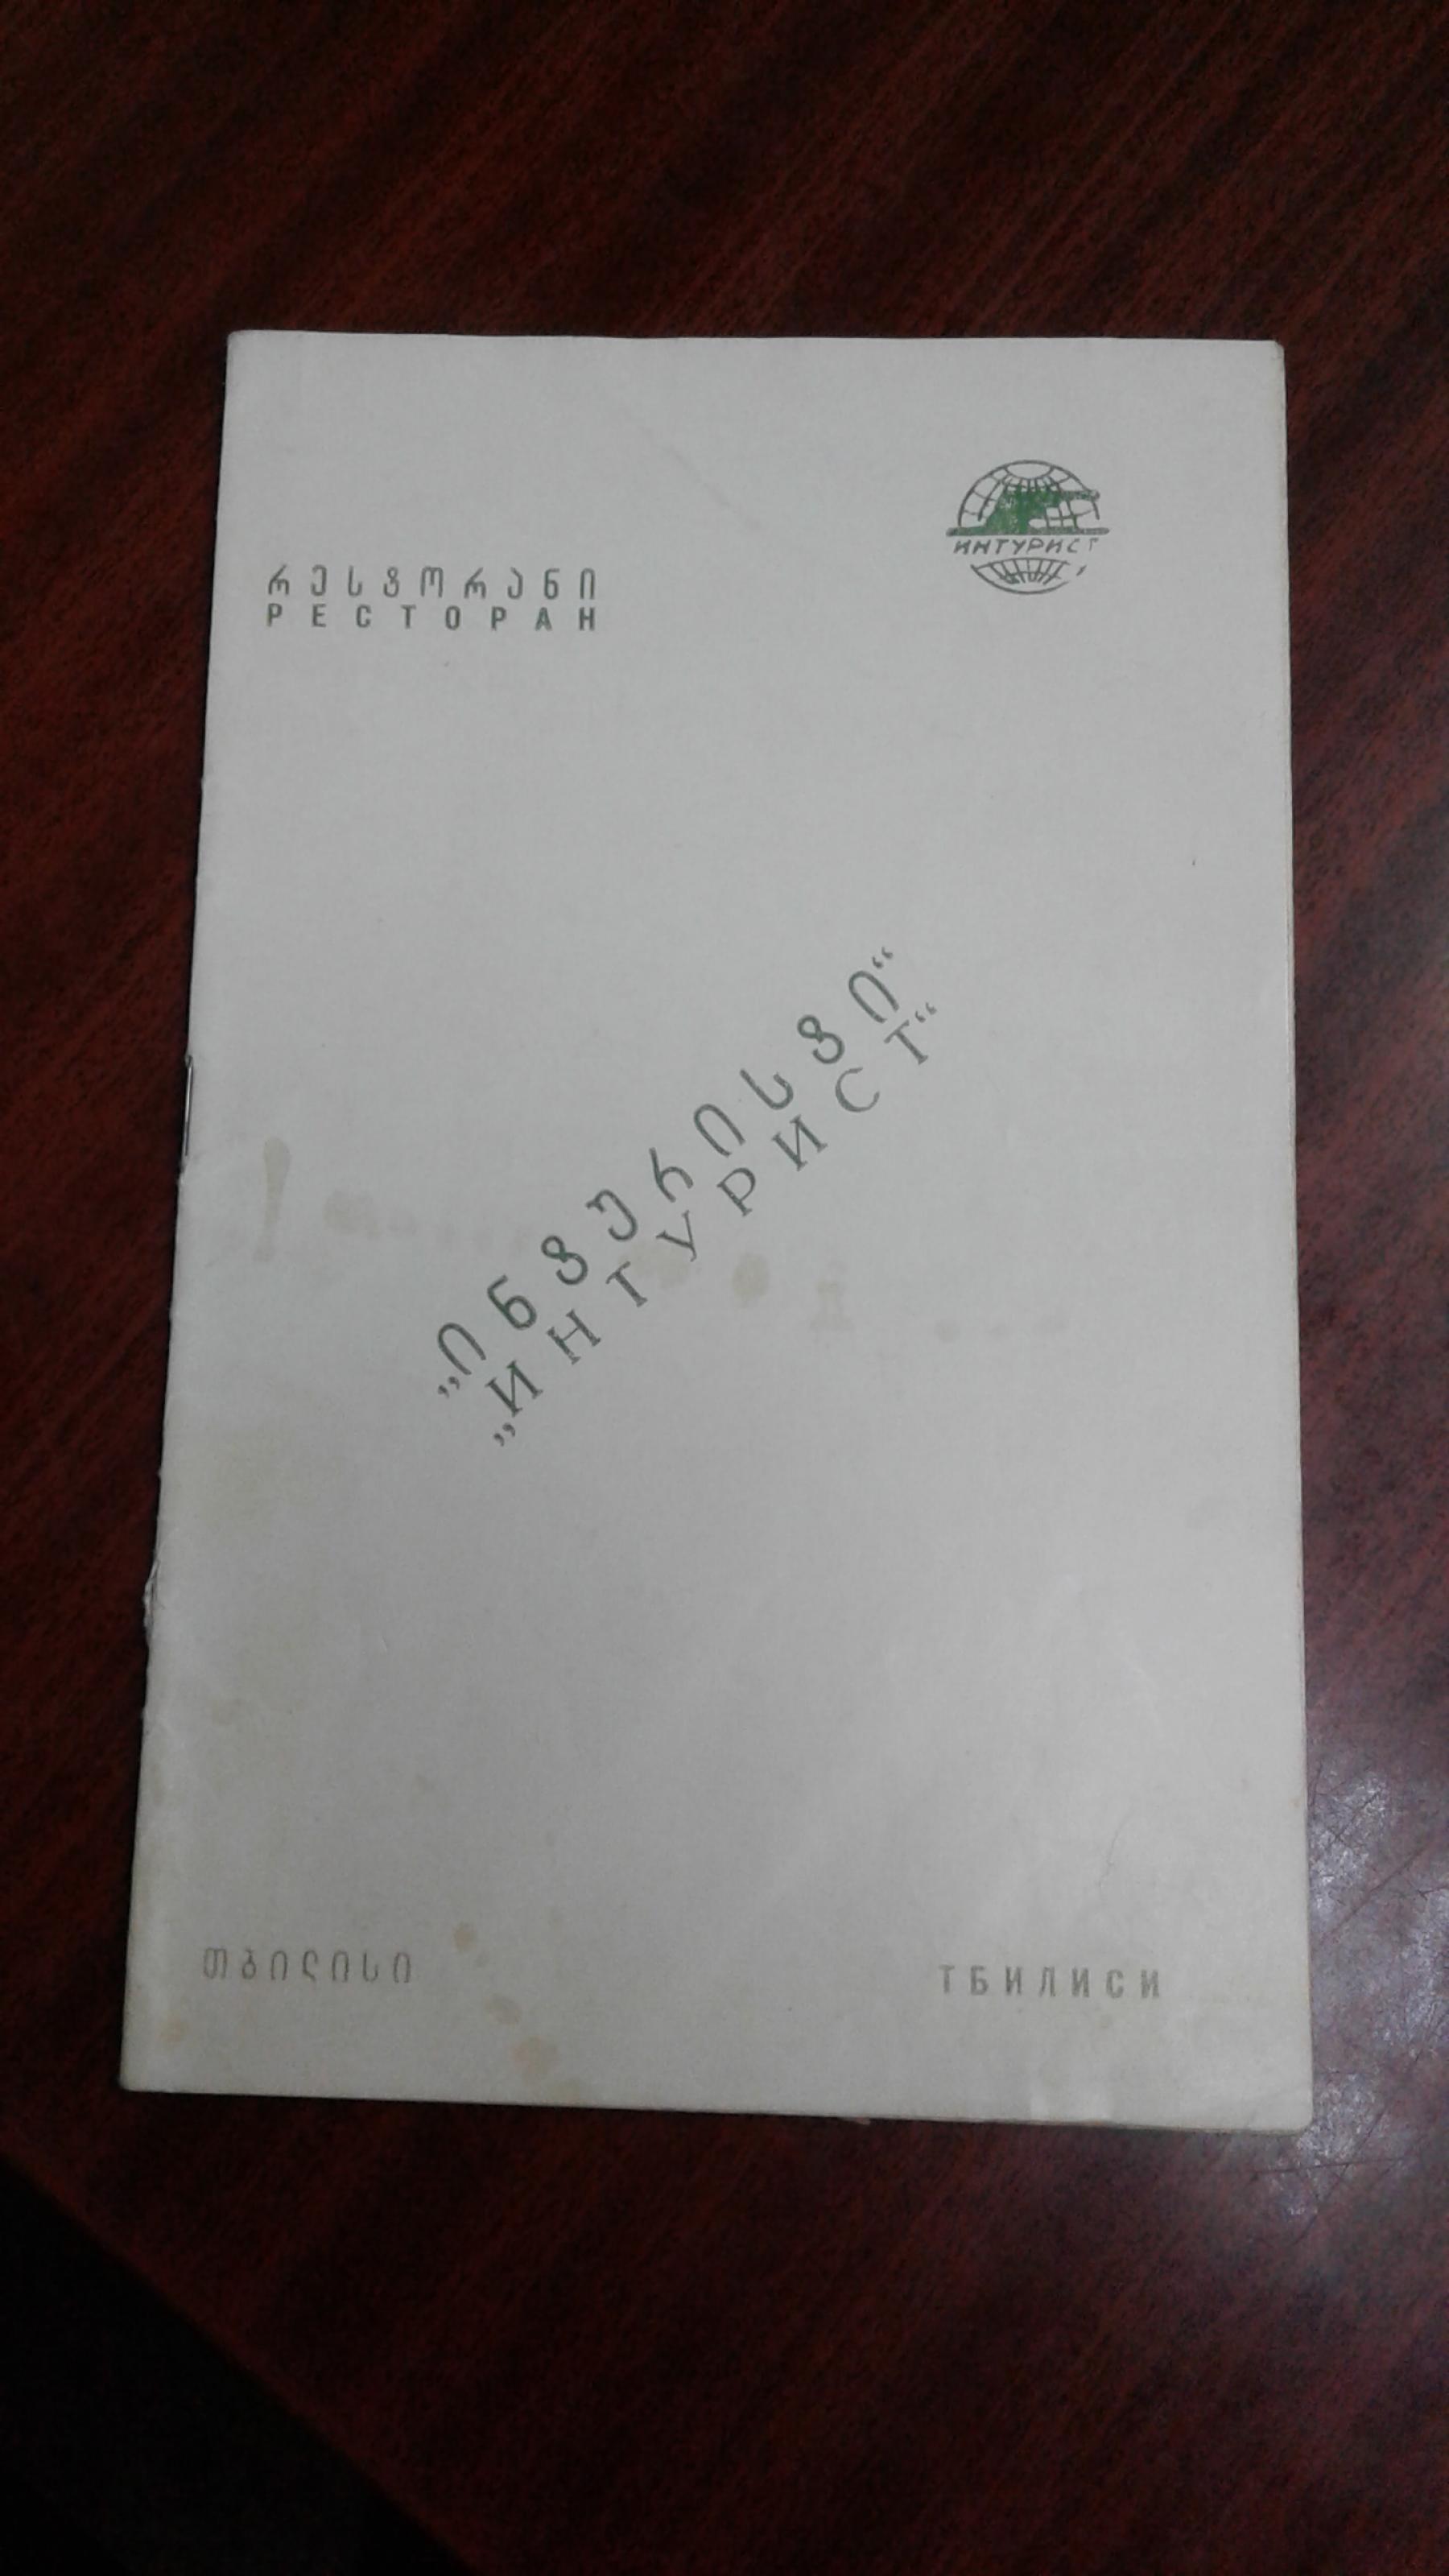 ИНТУРИСТ
რესტორანი
РЕСТОРАН
„ინტურისტი“
„ИНТУРИСТ“
თბილისი
ТБИЛИСИ